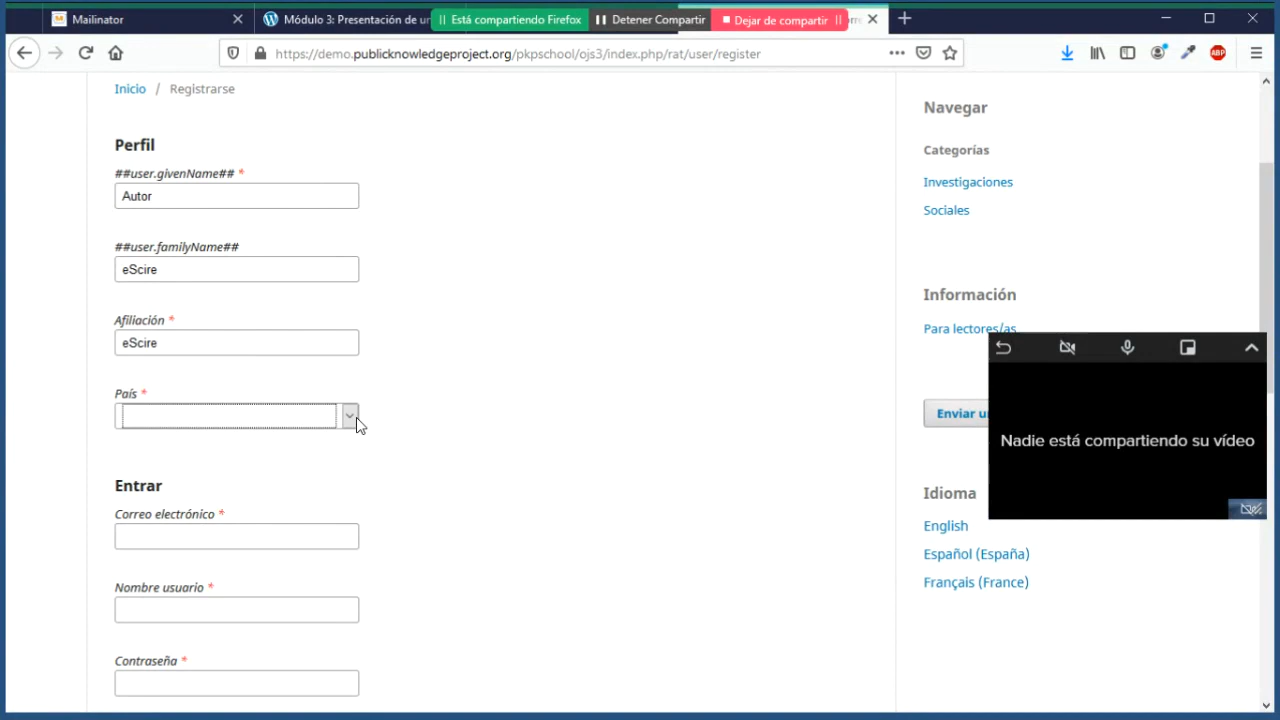 Mailinator
Módulo 3: Presentación de un
Está compartiendo Firefox
Detener Compartir
Dejar de compartir
https://demo.publicknowledgeproject.org/pkpschool/ojs3/index.php/rat/user/register
ABP
Inicio / Registrarse
Perfil
##user.givenName## *
Autor
##user.familyName##
eScire
Afiliación *
eScire
País *
Entrar
Correo electrónico *
Nombre usuario *
Contraseña *
Navegar
Categorías
Investigaciones
Sociales
Información
Para lectores/as
Enviar
Nadie está compartiendo su vídeo
Idioma
English
Español (España)
Français (France)